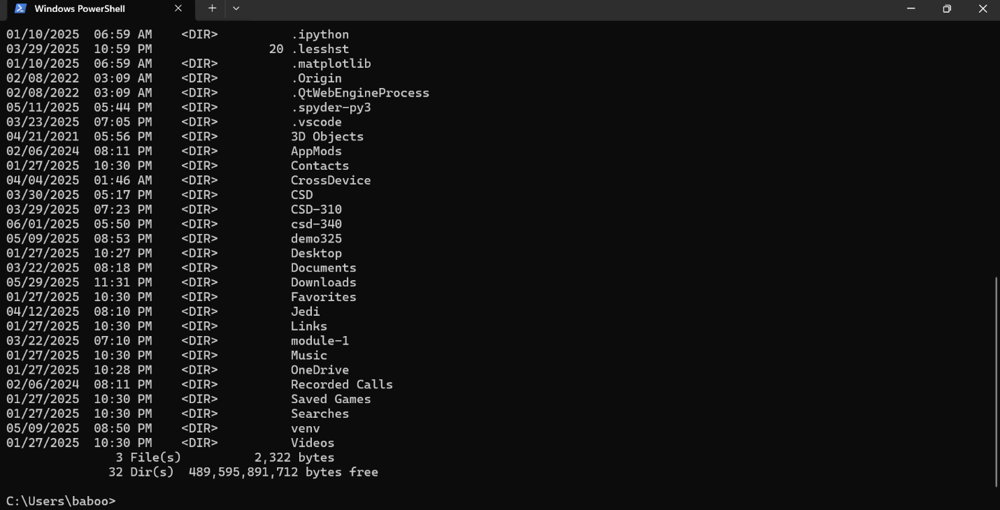 Windows PowerShell
01/10/2025  06:59 AM    <DIR>          .ipython
03/29/2025  10:59 PM                20 .lesshst
01/10/2025  06:59 AM    <DIR>          .matplotlib
02/08/2022  03:09 AM    <DIR>          .Origin
02/08/2022  03:09 AM    <DIR>          .QtWebEngineProcess
05/11/2025  05:44 PM    <DIR>          .spyder-py3
03/23/2025  07:05 PM    <DIR>          .vscode
04/21/2021  05:56 PM    <DIR>          3D Objects
02/06/2024  08:11 PM    <DIR>          AppMods
01/27/2025  10:30 PM    <DIR>          Contacts
04/04/2025  01:46 AM    <DIR>          CrossDevice
03/30/2025  05:17 PM    <DIR>          CSD
03/29/2025  07:23 PM    <DIR>          CSD-310
06/01/2025  05:50 PM    <DIR>          csd-340
05/09/2025  08:53 PM    <DIR>          demo325
01/27/2025  10:27 PM    <DIR>          Desktop
03/22/2025  08:18 PM    <DIR>          Documents
05/29/2025  11:31 PM    <DIR>          Downloads
01/27/2025  10:30 PM    <DIR>          Favorites
04/12/2025  08:10 PM    <DIR>          Jedi
01/27/2025  10:30 PM    <DIR>          Links
03/22/2025  07:10 PM    <DIR>          module-1
01/27/2025  10:30 PM    <DIR>          Music
01/27/2025  10:28 PM    <DIR>          OneDrive
02/06/2024  08:11 PM    <DIR>          Recorded Calls
01/27/2025  10:30 PM    <DIR>          Saved Games
01/27/2025  10:30 PM    <DIR>          Searches
05/09/2025  08:50 PM    <DIR>          venv
01/27/2025  10:30 PM    <DIR>          Videos
               3 File(s)          2,322 bytes
              32 Dir(s)  489,595,891,712 bytes free
C:\Users\baboo>